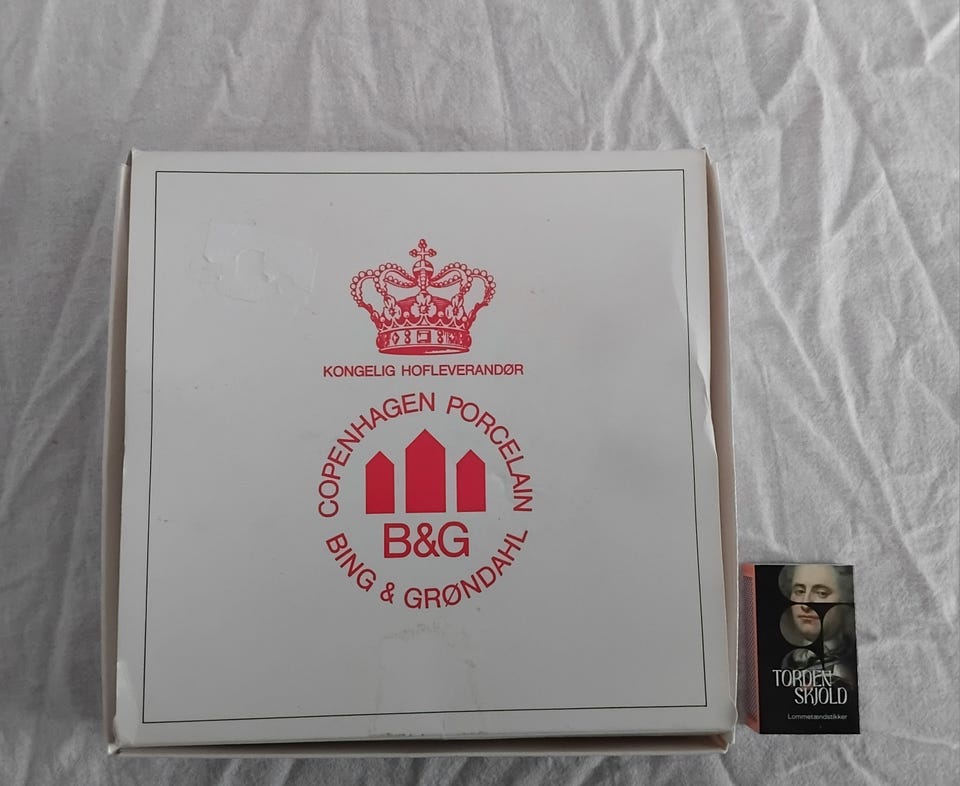 KONGELIG HOFLEVERANDØR
COPENHAGEN PORCELAIN
B&G
BING & GRØNDAHL
TORDEN
SKJOLD
Lommetændstikker